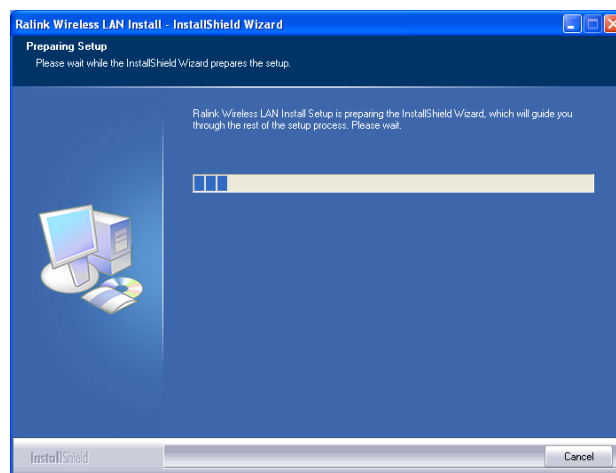 Ralink Wireless LAN Install - InstallShield Wizard
Preparing Setup
Please wait while the InstallShield Wizard prepares the setup.
Ralink Wireless LAN Install Setup is preparing the InstallShield Wizard, which will guide you
through the rest of the setup process. Please wait.
InstallShield
Cancel